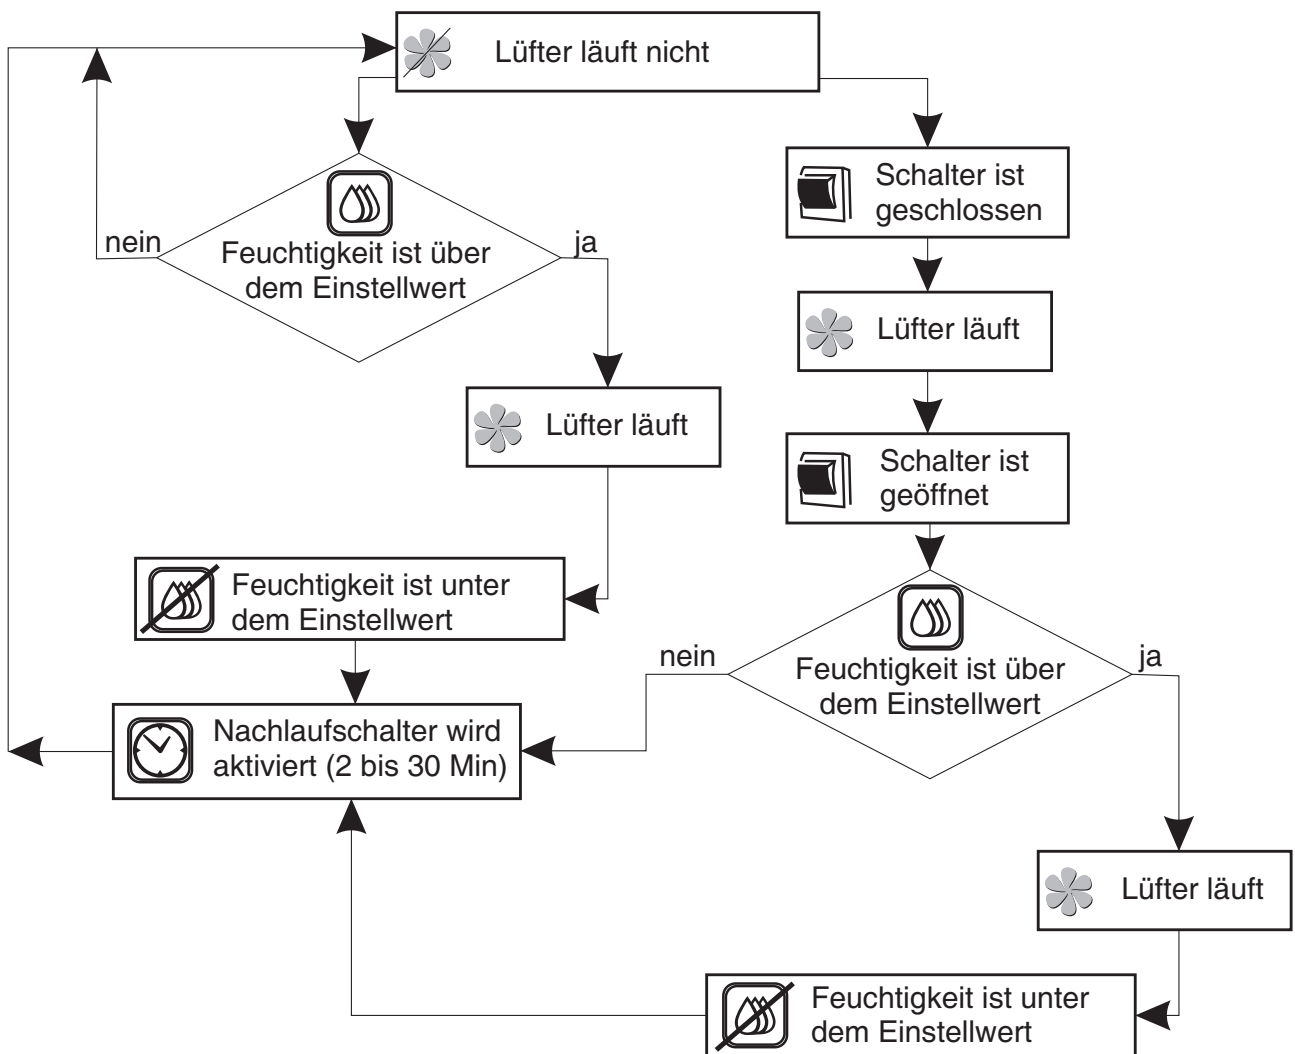 Lüfter läuft nicht
Schalter ist
geschlossen
nein
ja
Feuchtigkeit ist über
dem Einstellwert
Lüfter läuft
Lüfter läuft
Schalter ist
geöffnet
Feuchtigkeit ist unter
dem Einstellwert
nein
ja
Feuchtigkeit ist über
dem Einstellwert
Nachlaufschalter wird
aktiviert (2 bis 30 Min)
Lüfter läuft
Feuchtigkeit ist unter
dem Einstellwert